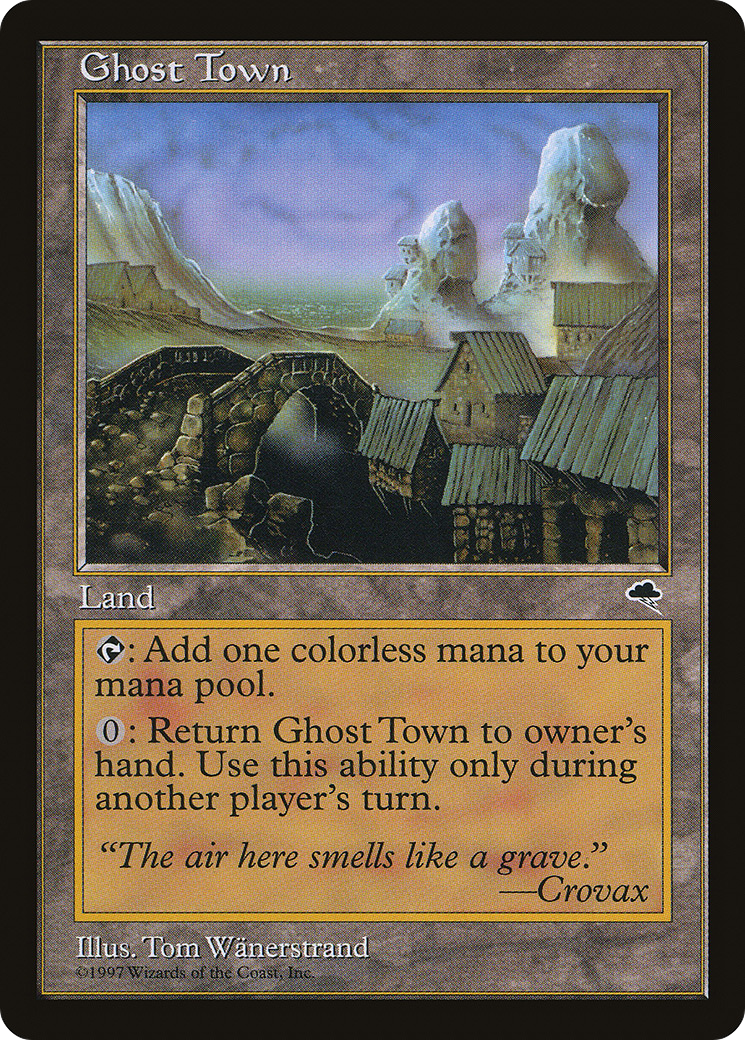 Ghost Town
Land
: Add one colorless mana to your
mana pool.
0: Return Ghost Town to owner's
hand. Use this ability only during
another player's turn.
“The air here smells like a grave.”
—Crovax
Illus. Tom Wänerstrand
©1997 Wizards of the Coast, Inc.